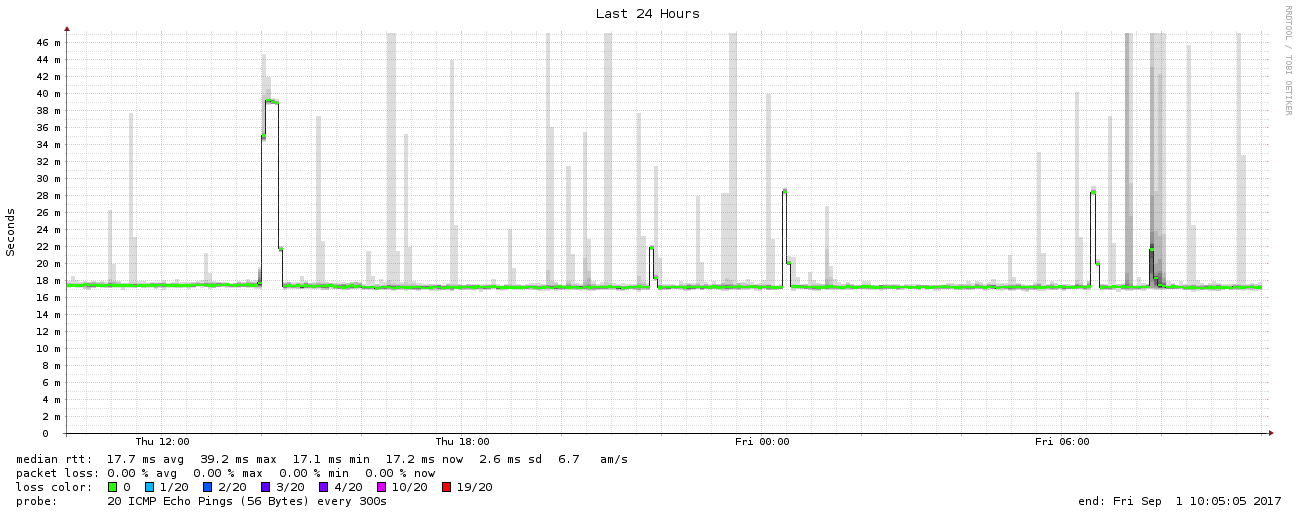 Last 24 Hours
RRDTOOL / TOBI OETIKER
Seconds
46 m
44 m
42 m
40 m
38 m
36 m
34 m
32 m
30 m
28 m
26 m
24 m
22 m
20 m
18 m
16 m
14 m
12 m
10 m
8 m
6 m
4 m
2 m
0
Thu 12:00 Thu 18:00 Fri 00:00 Fri 06:00
median rtt: 17.7 ms avg 39.2 ms max 17.1 ms min 17.2 ms now 2.6 ms sd 6.7 am/s
packet loss: 0.00 % avg 0.00 % max 0.00 % min 0.00 % now
loss color: 0 1/20 2/20 3/20 4/20 10/20 19/20
probe: 20 ICMP Echo Pings (56 Bytes) every 300s end: Fri Sep 1 10:05:05 2017